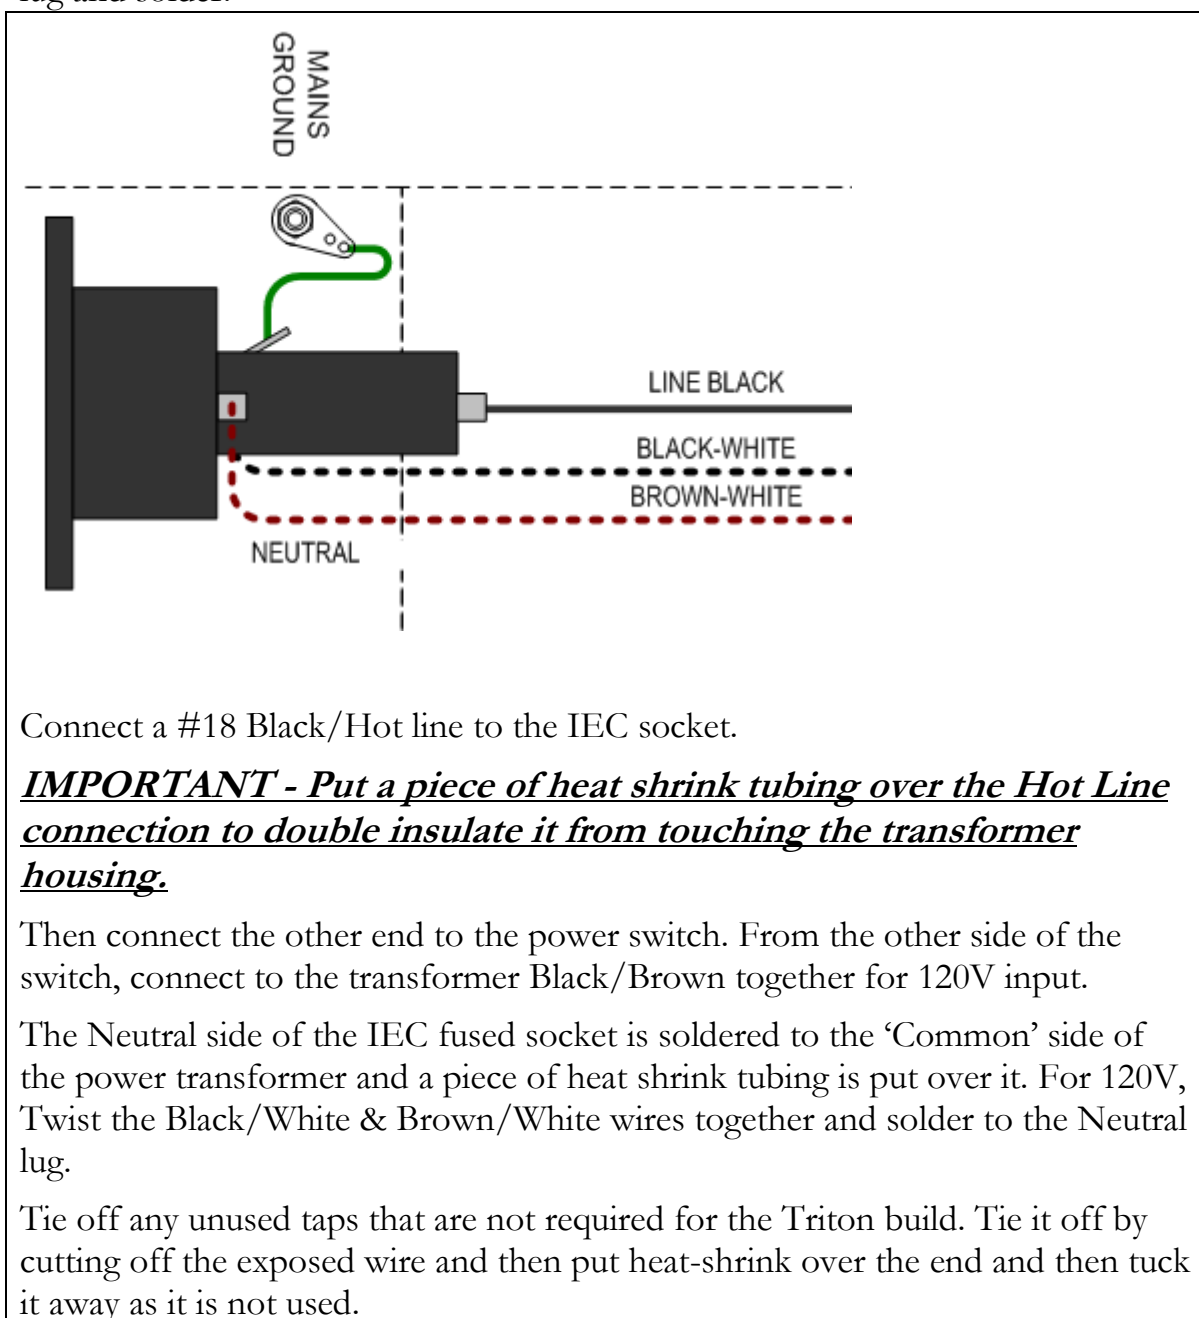 lug and solder.
MAINS
GROUND
LINE BLACK
BLACK-WHITE
BROWN-WHITE
NEUTRAL
Connect a #18 Black/Hot line to the IEC socket.
IMPORTANT - Put a piece of heat shrink tubing over the Hot Line
connection to double insulate it from touching the transformer
housing.
Then connect the other end to the power switch. From the other side of the
switch, connect to the transformer Black/Brown together for 120V input.
The Neutral side of the IEC fused socket is soldered to the ‘Common’ side of
the power transformer and a piece of heat shrink tubing is put over it. For 120V,
Twist the Black/White & Brown/White wires together and solder to the Neutral
lug.
Tie off any unused taps that are not required for the Triton build. Tie it off by
cutting off the exposed wire and then put heat-shrink over the end and then tuck
it away as it is not used.